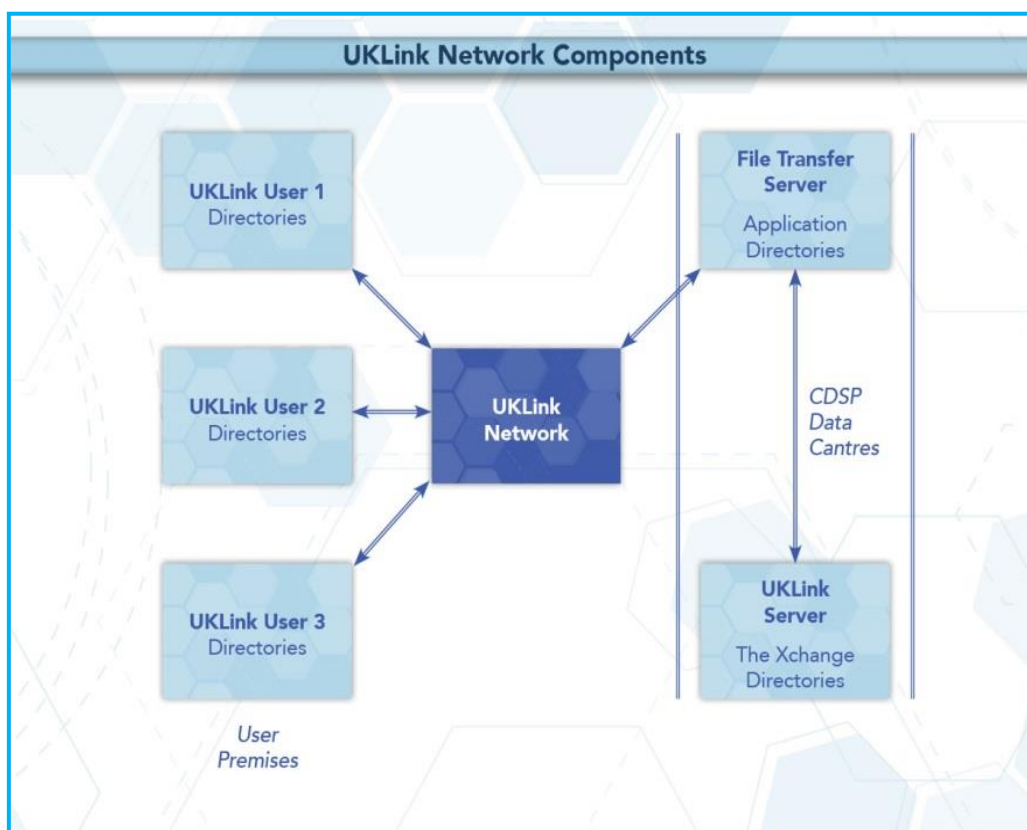 UKLink Network Components
UKLink User 1
Directories
UKLink User 2
Directories
UKLink User 3
Directories
User
Premises
UKLink
Network
File Transfer
Server
Application
Directories
CDSP
Data
Cantres
UKLink
Server
The Xchange
Directories